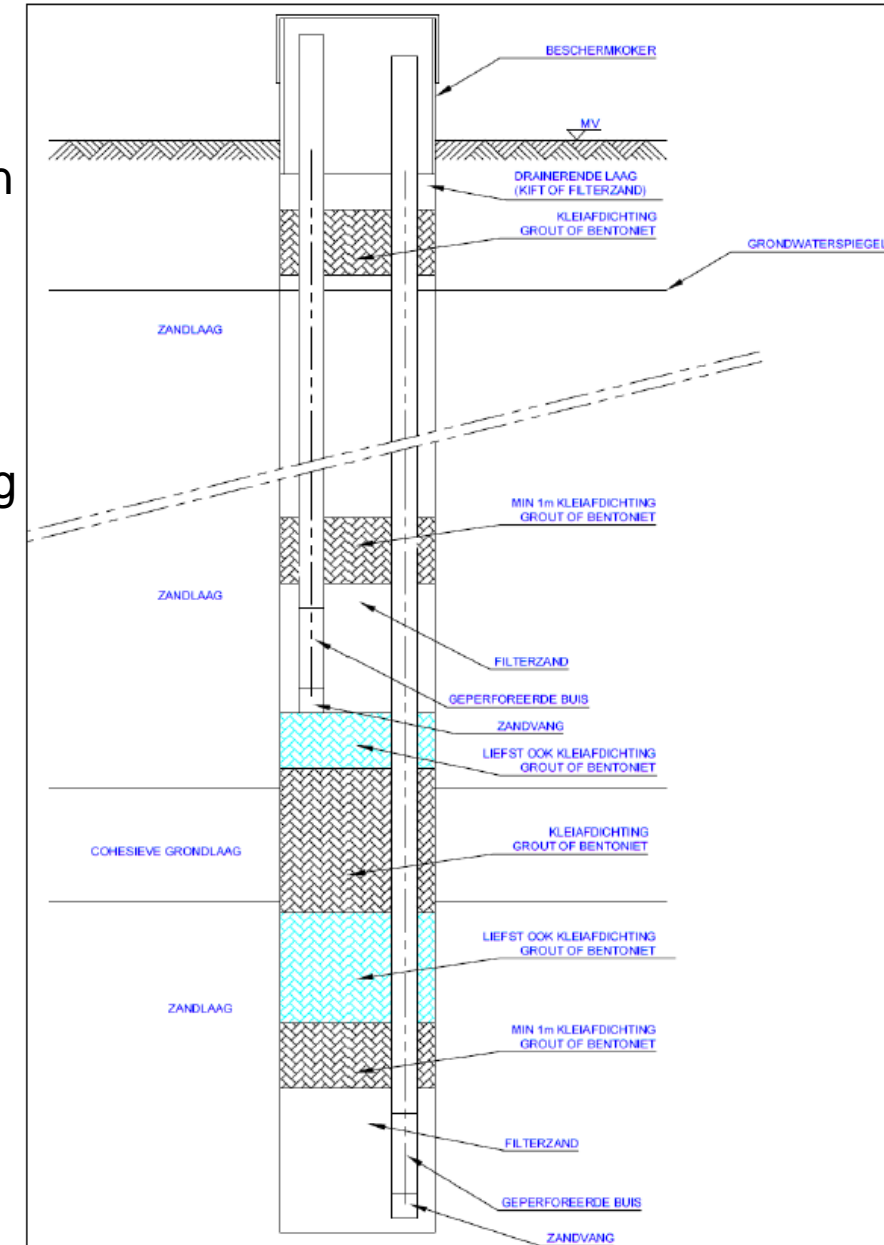 n
g
BESCHERMKOKER
MV
DRAINERENDE LAAG
(KIFT OF FILTERZAND)
KLEIAFDICHTING
GROUT OF BENTONIET
GRONDWATERSPIEGEL
ZANDLAAG
MIN 1m KLEIAFDICHTING
GROUT OF BENTONIET
ZANDLAAG
FILTERZAND
GEPERFOREERDE BUIS
ZANDVANG
LIEFST OOK KLEIAFDICHTING
GROUT OF BENTONIET
KLEIAFDICHTING
GROUT OF BENTONIET
COHESIEVE GRONDLAAG
LIEFST OOK KLEIAFDICHTING
GROUT OF BENTONIET
ZANDLAAG
MIN 1m KLEIAFDICHTING
GROUT OF BENTONIET
FILTERZAND
GEPERFOREERDE BUIS
ZANDVANG